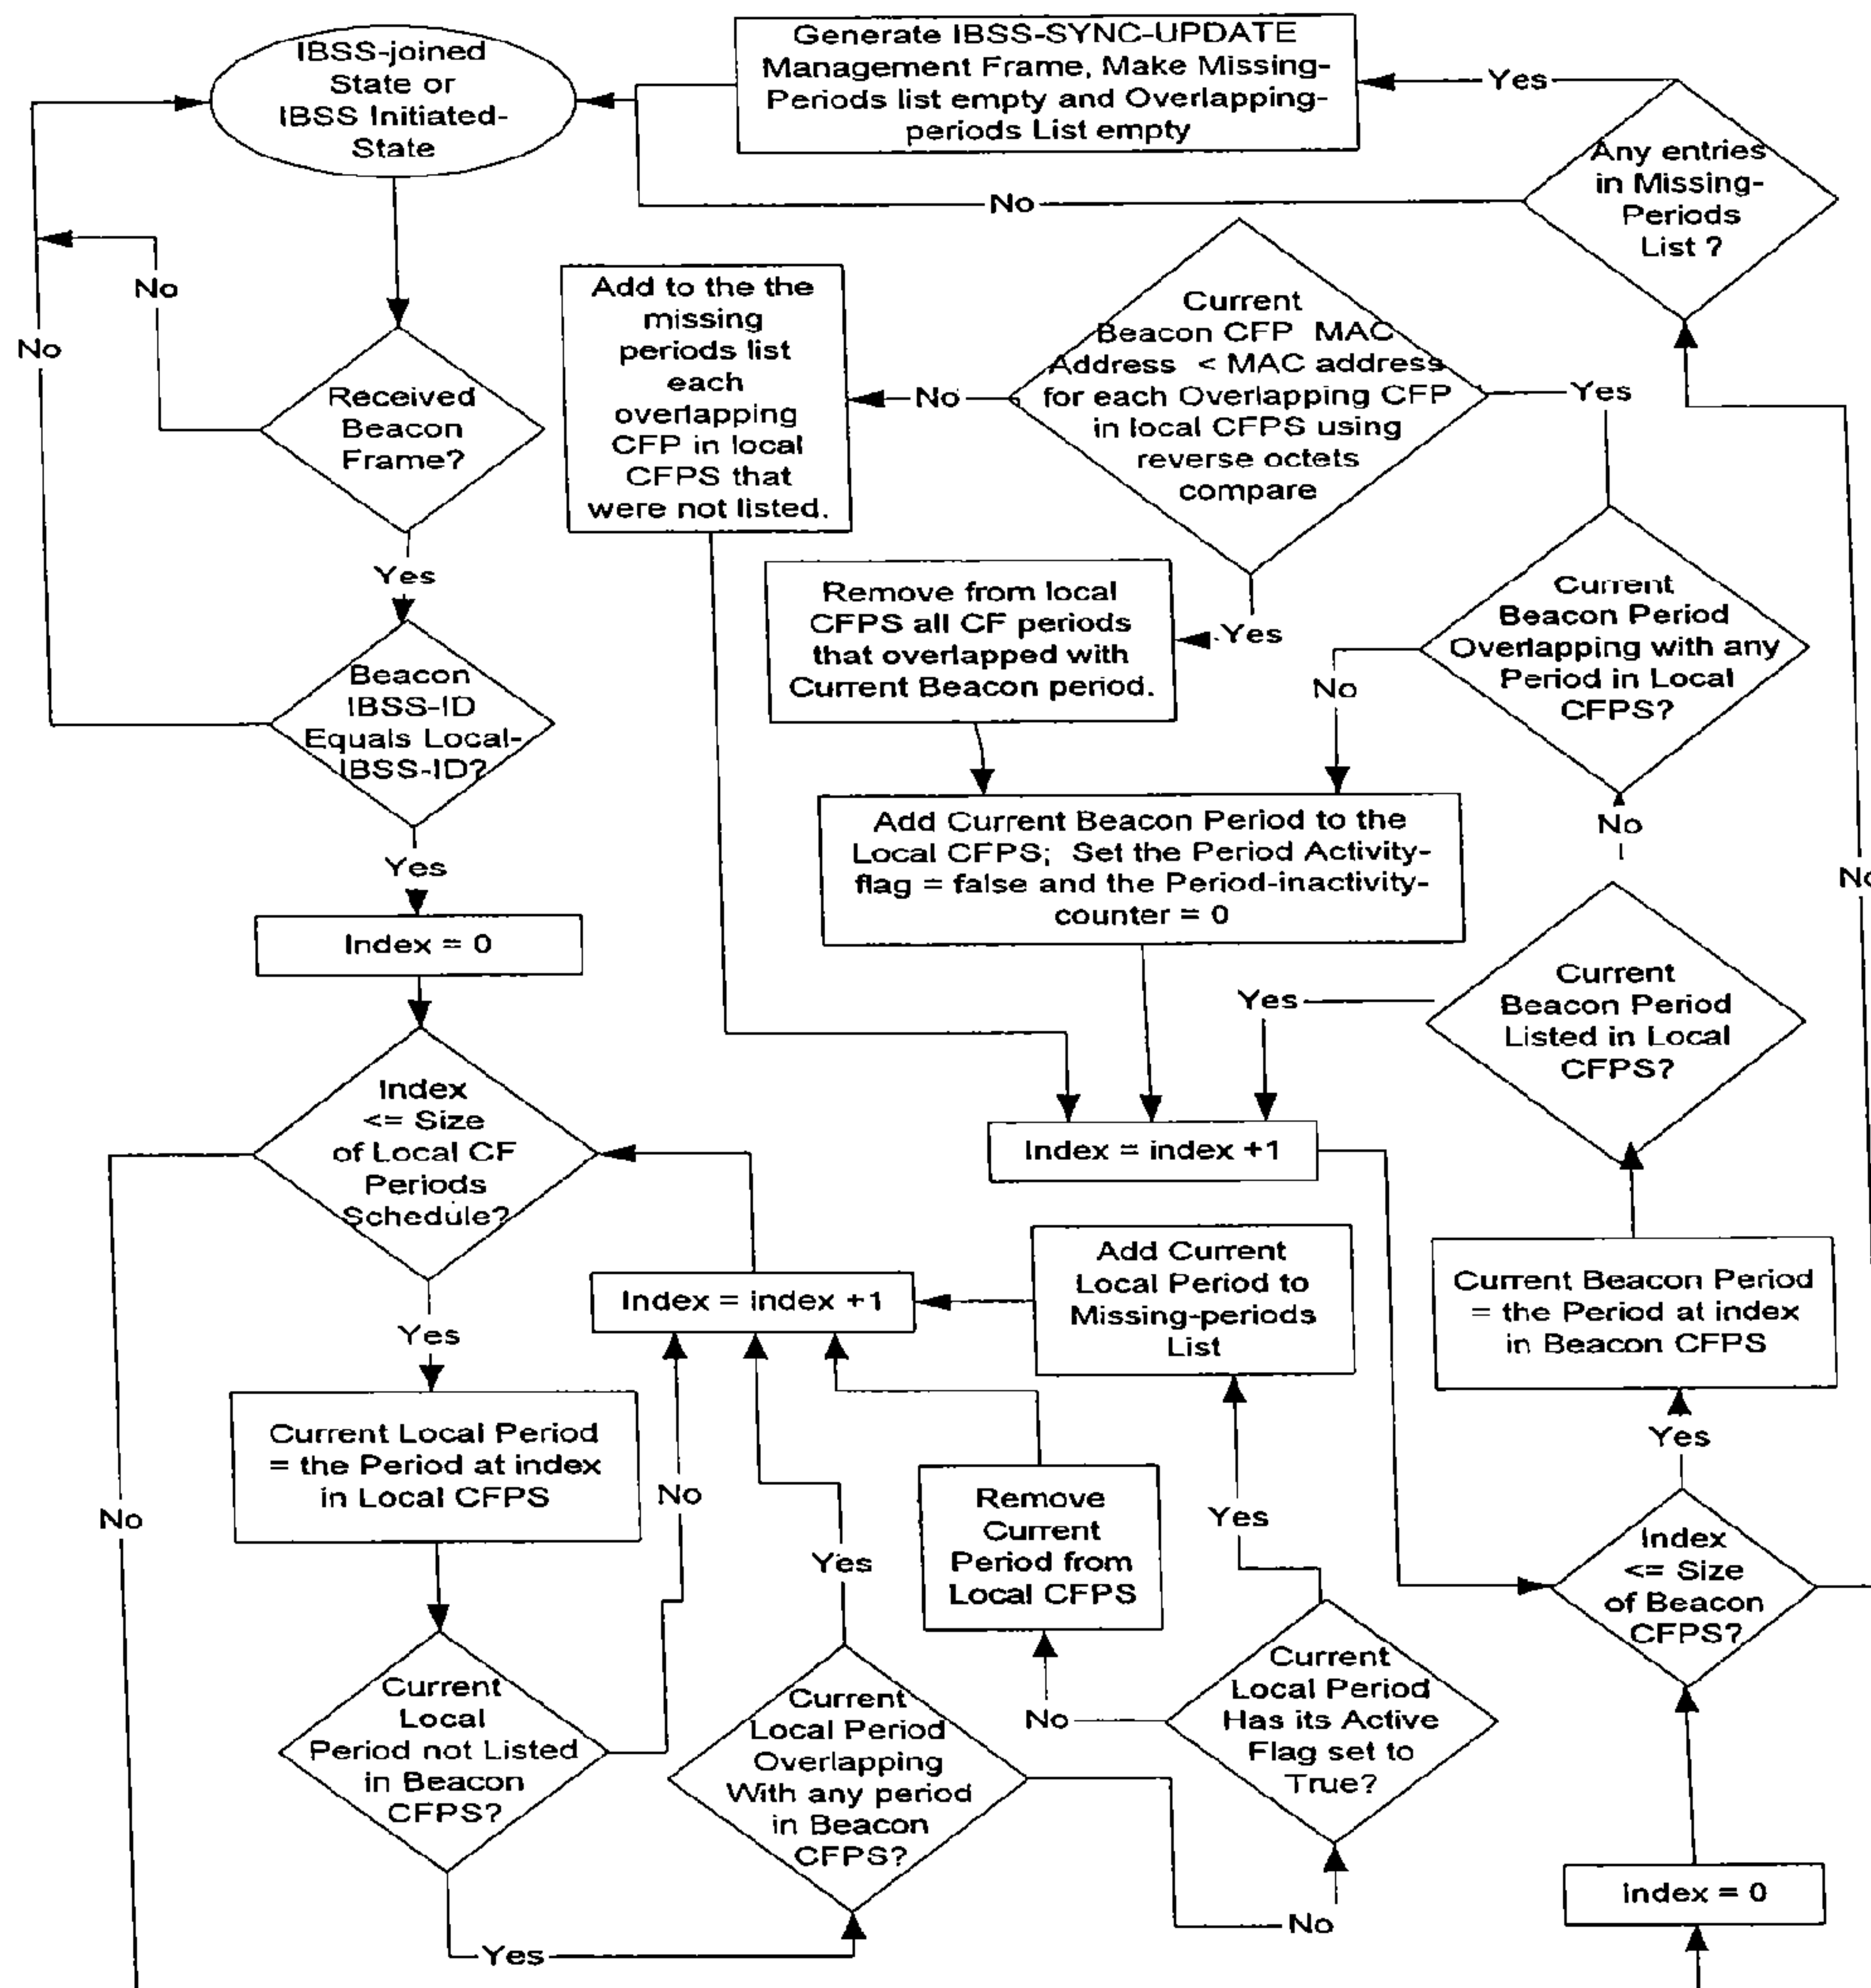 IBSS-joined
State or
IBSS Initiated-
State
Generate IBSS-SYNC-UPDATE
Management Frame, Make Missing-
Periods list empty and Overlapping-
periods List empty
Yes
Any entries
in Missing-
Periods
List ?
No
No
No
Received
Beacon
Frame?
Yes
Add to the the
missing
periods list
each
overlapping
CFP in local
CFPS that
were not listed.
No
Current
Beacon CFP MAC
Address < MAC address
for each Overlapping CFP
in local CFPS using
reverse octets
compare
Yes
Yes
Remove from local
CFPS all CF periods
that overlapped with
Current Beacon period.
Current
Beacon Period
Overlapping with any
Period in Local
CFPS?
No
No
Beacon
IBSS-ID
Equals Local-
IBSS-ID?
Yes
Add Current Beacon Period to the
Local CFPS; Set the Period Activity-
flag = false and the Period-inactivity-
counter = 0
No
Index = 0
Current
Beacon Period
Listed in Local
CFPS?
Yes
Index
<= Size
of Local CF
Periods
Schedule?
Yes
No
Index = index +1
Index = index +1
Add Current
Local Period to
Missing-periods
List
Current Beacon Period
= the Period at index
in Beacon CFPS
Yes
Current Local Period
= the Period at index
in Local CFPS
No
Yes
Remove
Current
Period from
Local CFPS
Yes
Index
<= Size
of Beacon
CFPS?
Current
Local
Period not Listed
in Beacon
CFPS?
Yes
Current
Local Period
Overlapping
With any period
in Beacon
CFPS?
No
No
Current
Local Period
Has its Active
Flag set to
True?
index = 0